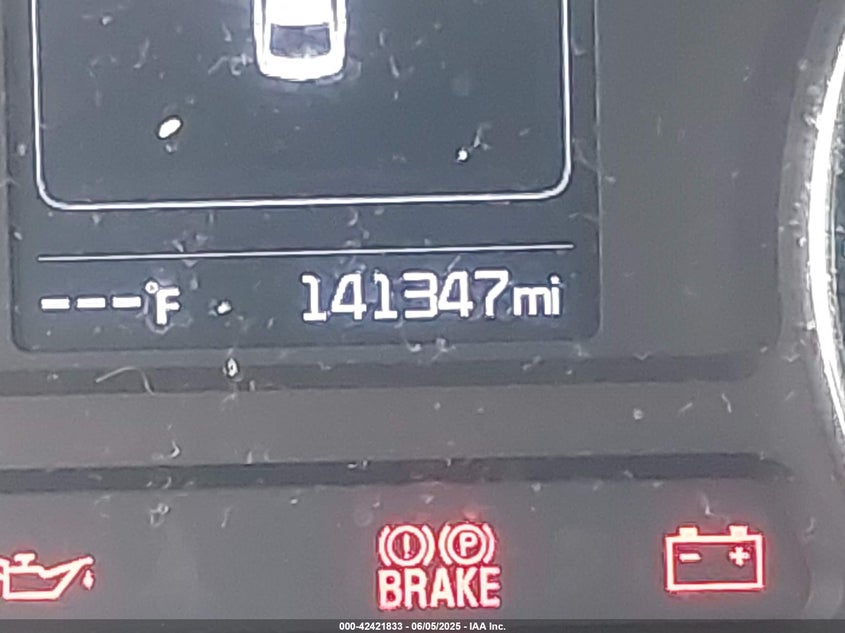 ---°F 141347mi
(!) (P)
BRAKE
- +
000-42421833 - 06/05/2025 - IAA Inc.